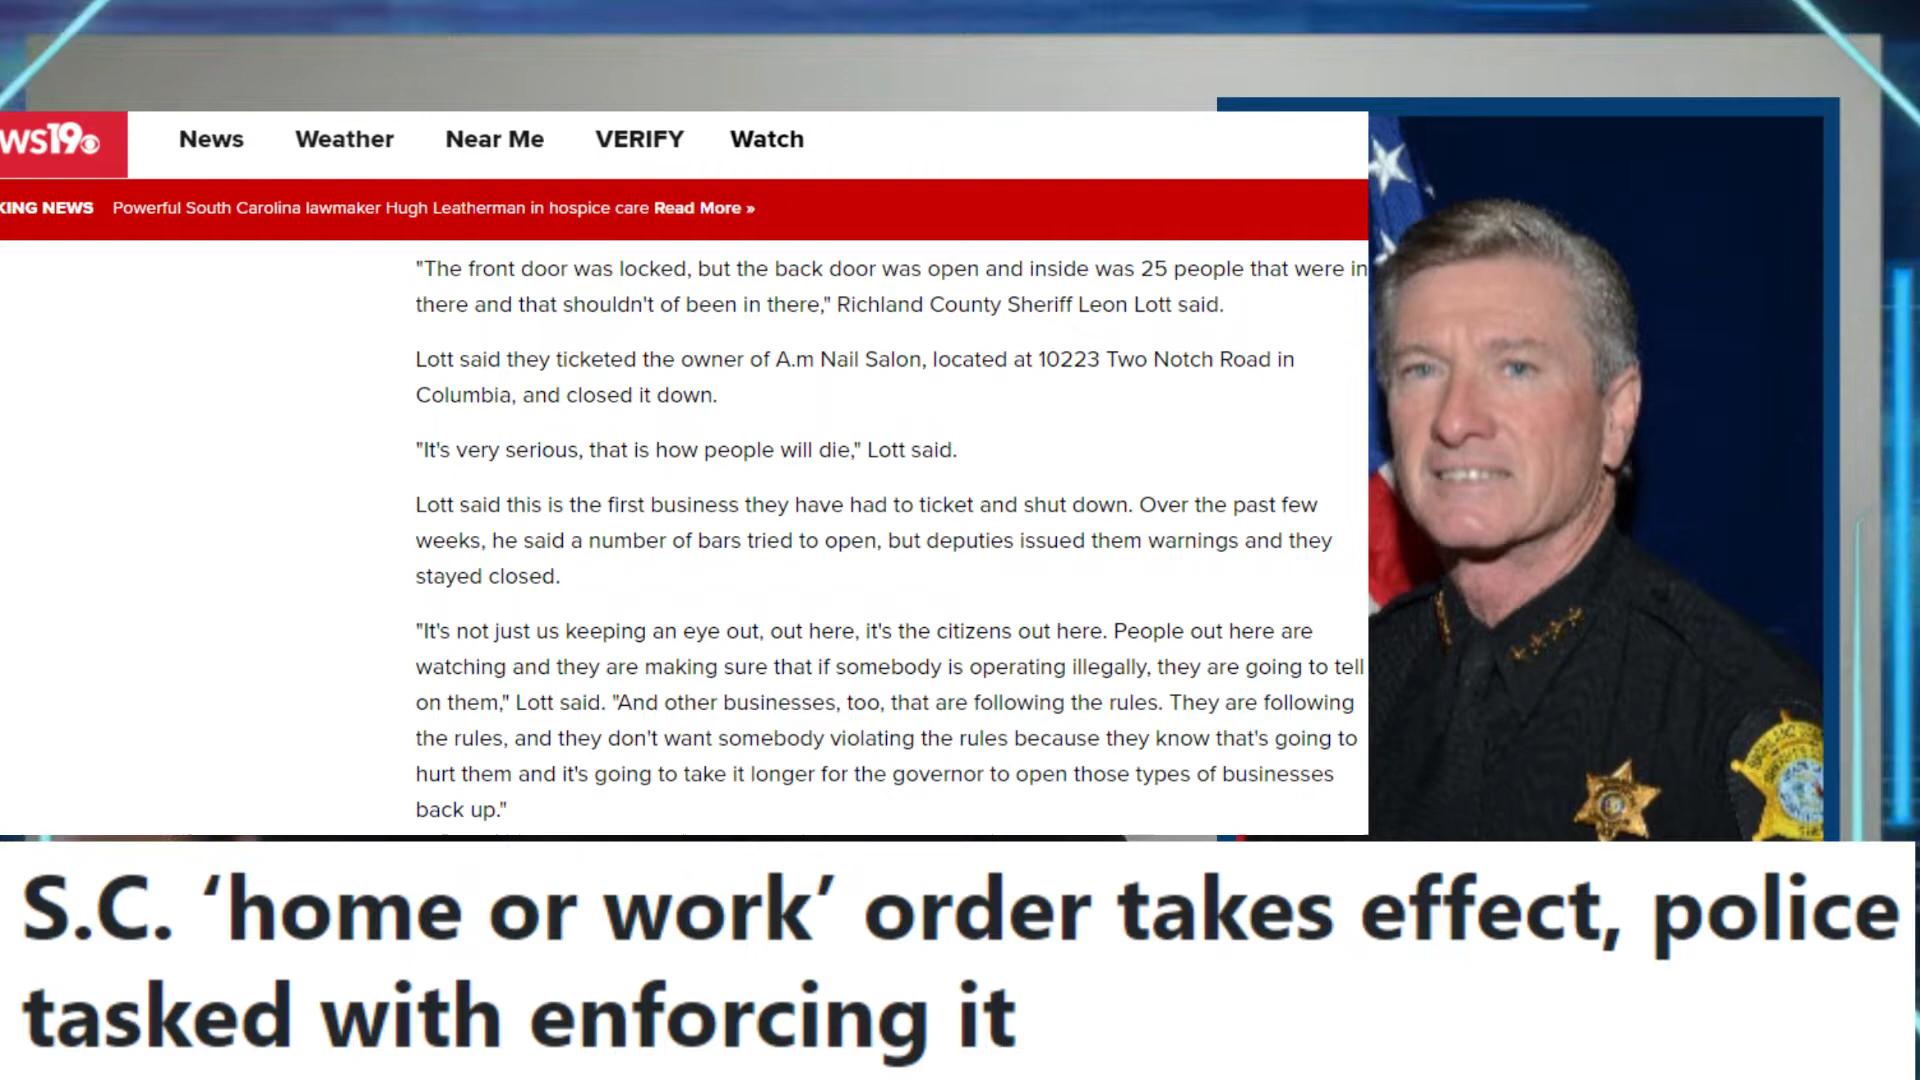 ws19
News Weather Near Me VERIFY Watch
KING NEWS Powerful South Carolina lawmaker Hugh Leatherman in hospice care Read More »
"The front door was locked, but the back door was open and inside was 25 people that were in
there and that shouldn't of been in there," Richland County Sheriff Leon Lott said.
Lott said they ticketed the owner of A.m Nail Salon, located at 10223 Two Notch Road in
Columbia, and closed it down.
"It's very serious, that is how people will die," Lott said.
Lott said this is the first business they have had to ticket and shut down. Over the past few
weeks, he said a number of bars tried to open, but deputies issued them warnings and they
stayed closed.
"It's not just us keeping an eye out, out here, it's the citizens out here. People out here are
watching and they are making sure that if somebody is operating illegally, they are going to tell
on them," Lott said. "And other businesses, too, that are following the rules. They are following
the rules, and they don't want somebody violating the rules because they know that's going to
hurt them and it's going to take it longer for the governor to open those types of businesses
back up."
S.C. ‘home or work’ order takes effect, police
tasked with enforcing it